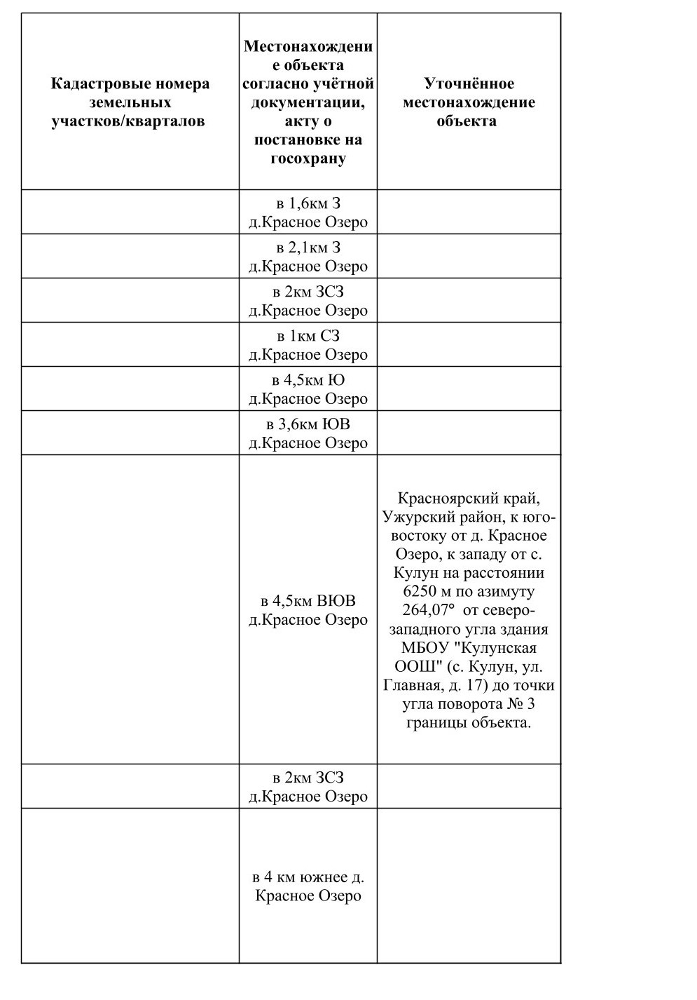 Кадастровые номера
земельных
участков/кварталов
Местонахождени
е объекта
согласно учётной
документации,
акту о
постановке на
госохрану
Уточнённое
местонахождение
объекта
в 1,6км З
д.Красное Озеро
в 2,1км З
д.Красное Озеро
в 2км ЗСЗ
д.Красное Озеро
в 1км СЗ
д.Красное Озеро
в 4,5км Ю
д.Красное Озеро
в 3,6км ЮВ
д.Красное Озеро
в 4,5км ВЮВ
д.Красное Озеро
Красноярский край,
Ужурский район, к юго-
востоку от д. Красное
Озеро, к западу от с.
Кулун на расстоянии
6250 м по азимуту
264,07°  от северо-
западного угла здания
МБОУ "Кулунская
ООШ" (с. Кулун, ул.
Главная, д. 17) до точки
угла поворота № 3
границы объекта.
в 2км ЗСЗ
д.Красное Озеро
в 4 км южнее д.
Красное Озеро